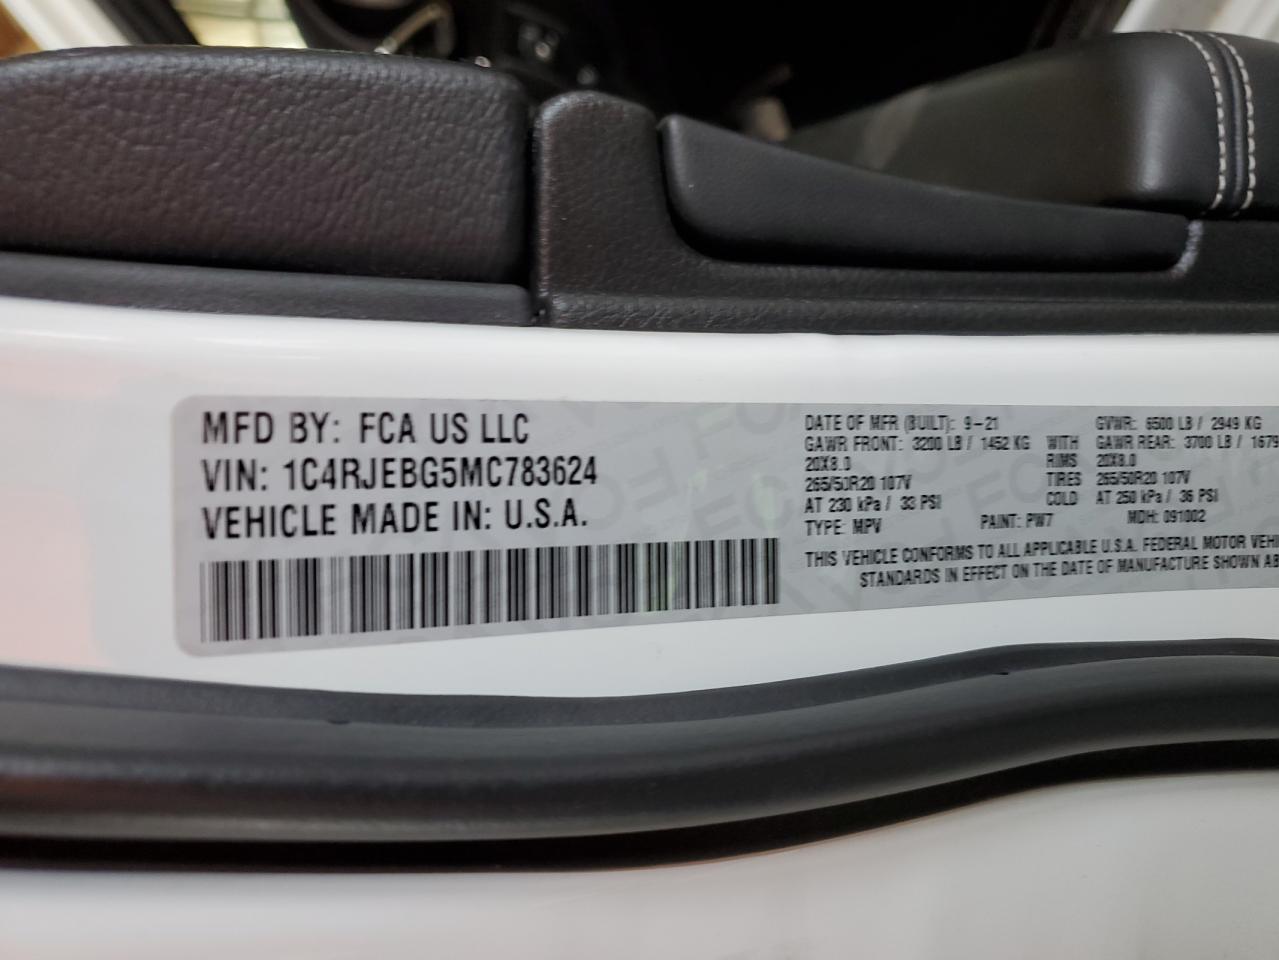 MFD BY: FCA US LLC
VIN: 1C4RJEBG5MC783624
VEHICLE MADE IN: U.S.A.
DATE OF MFR (BUILT): 9-21 GVWR: 6500 LB / 2949 KG
GAWR FRONT: 3200 LB / 1452 KG WITH GAWR REAR: 3700 LB / 1679
20X8.0 RIMS 20X8.0
265/50R20 107V TIRES 265/50R20 107V
AT 230 kPa / 33 PSI COLD AT 250 kPa / 36 PSI
TYPE: MPV PAINT: PW7 MDH: 091002
THIS VEHICLE CONFORMS TO ALL APPLICABLE U.S.A. FEDERAL MOTOR VEHI
STANDARDS IN EFFECT ON THE DATE OF MANUFACTURE SHOWN AB